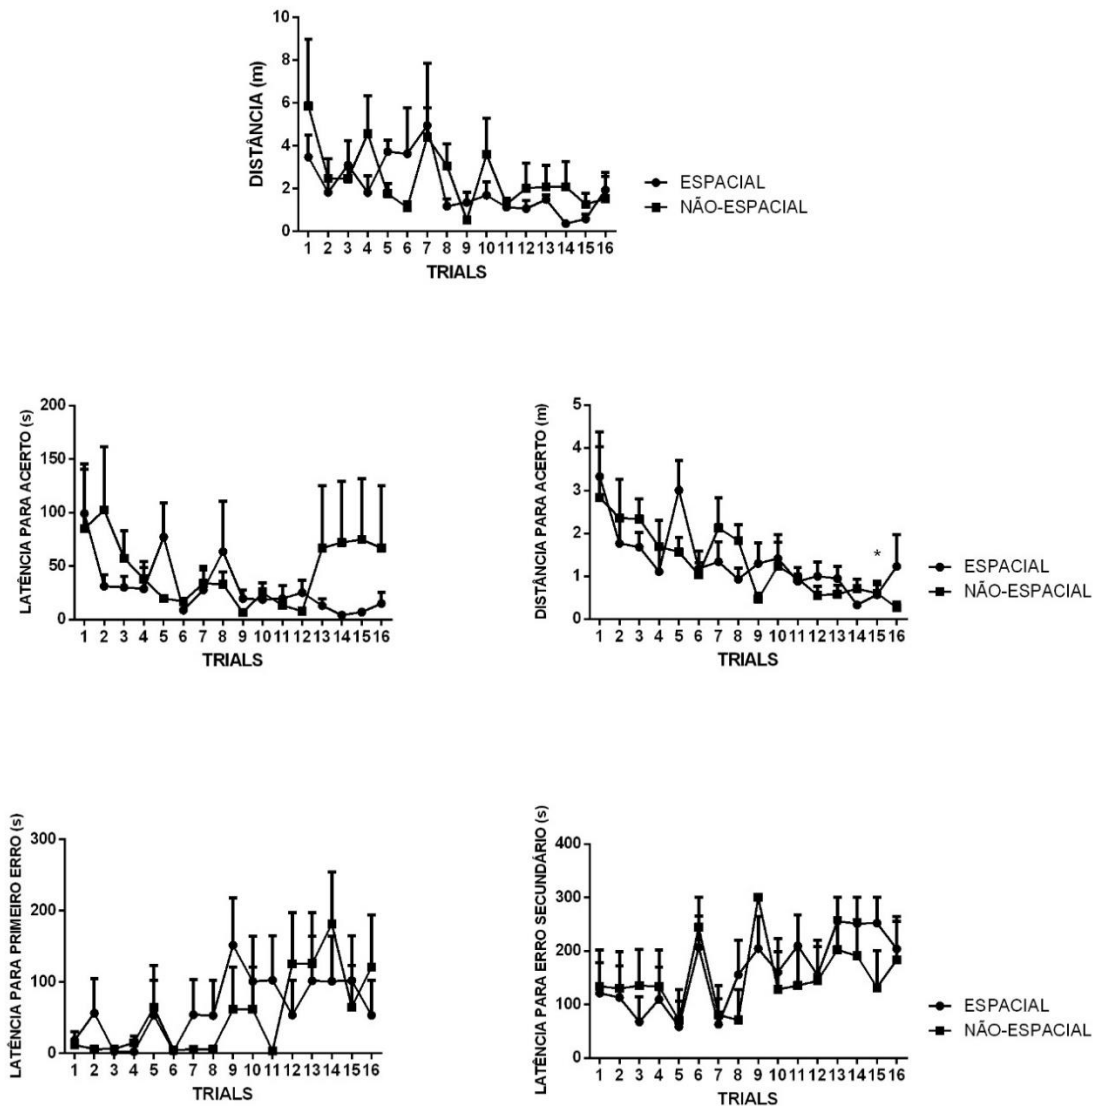 DISTÂNCIA (m)
10
8
6
4
2
0
1 2 3 4 5 6 7 8 9 10 11 12 13 14 15 16
TRIALS
ESPACIAL
NÃO-ESPACIAL
LATÊNCIA PARA ACERTO (s)
200
150
100
50
0
1 2 3 4 5 6 7 8 9 10 11 12 13 14 15 16
TRIALS
DISTÂNCIA PARA ACERTO (m)
5
4
3
2
1
0
*
1 2 3 4 5 6 7 8 9 10 11 12 13 14 15 16
TRIALS
ESPACIAL
NÃO-ESPACIAL
LATÊNCIA PARA PRIMEIRO ERRO (s)
300
200
100
0
1 2 3 4 5 6 7 8 9 10 11 12 13 14 15 16
TRIALS
LATÊNCIA PARA ERRO SECUNDÁRIO (s)
400
300
200
100
0
1 2 3 4 5 6 7 8 9 10 11 12 13 14 15 16
TRIALS
ESPACIAL
NÃO-ESPACIAL